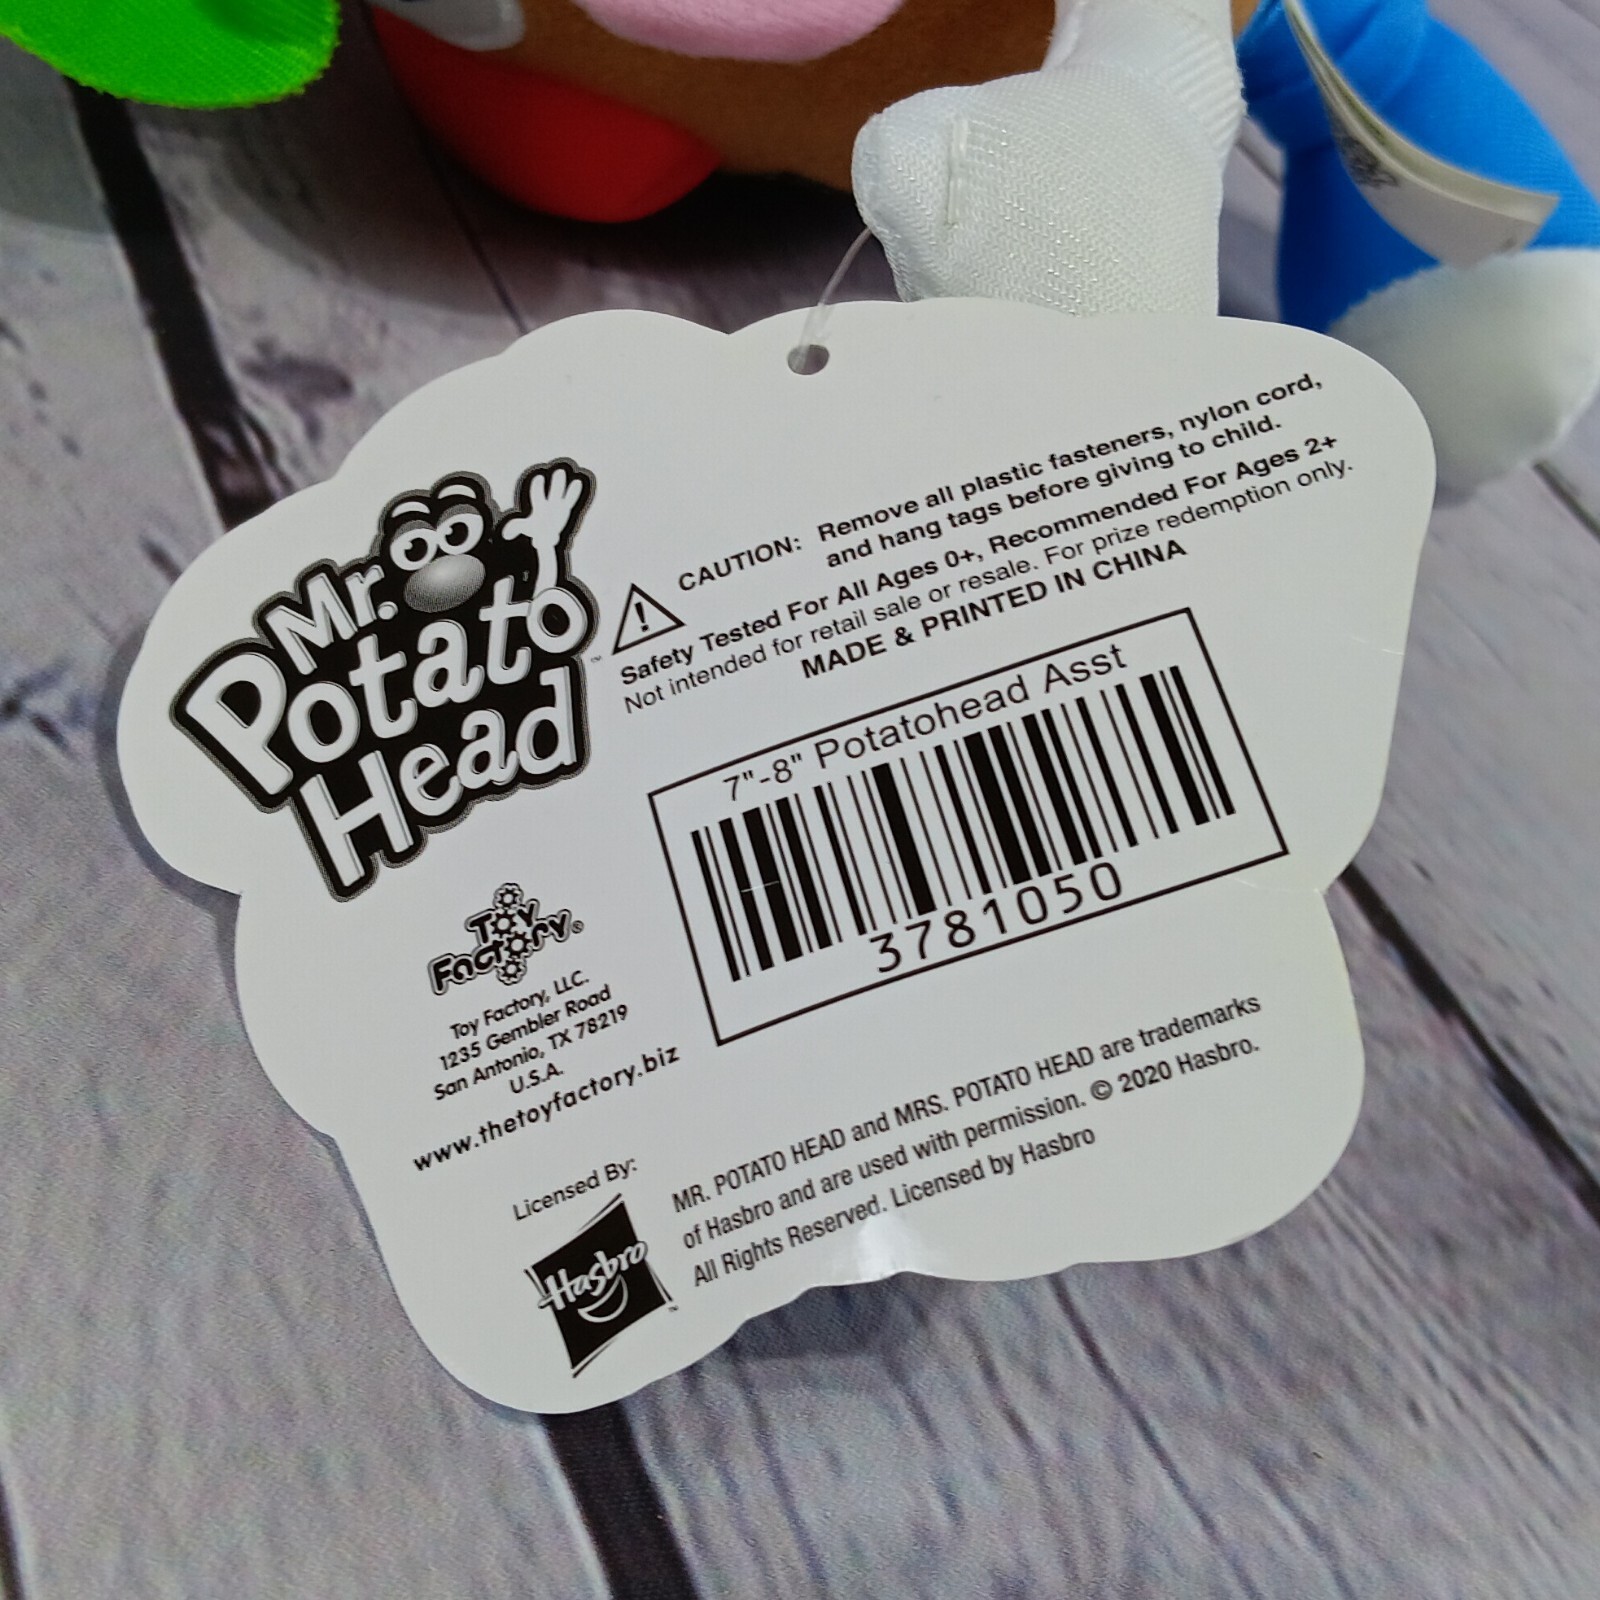 Mr.
Potato
Head
CAUTION: Remove all plastic fasteners, nylon cord,
and hang tags before giving to child.
Safety Tested For All Ages 0+, Recommended For Ages 2+
Not intended for retail sale or resale. For prize redemption only.
MADE & PRINTED IN CHINA
7"-8" Potatohead Asst
3781050
Toy
Factory®
Toy Factory, LLC.
1235 Gembler Road
San Antonio, TX 78219
U.S.A.
www.thetoyfactory.biz
Licensed By:
Hasbro
MR. POTATO HEAD and MRS. POTATO HEAD are trademarks
of Hasbro and are used with permission. © 2020 Hasbro.
All Rights Reserved. Licensed by Hasbro